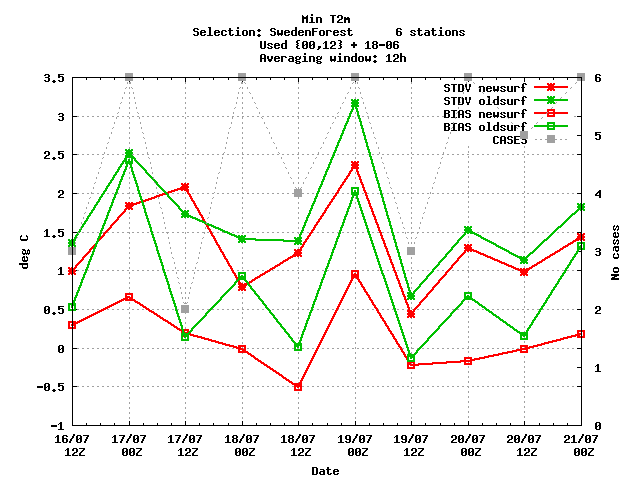 Min T2m
Selection: SwedenForest 6 stations
Used {00,12} + 18-06
Averaging window: 12h
STDV newsurf
STDV oldsurf
BIAS newsurf
BIAS oldsurf
CASES
deg C
3.5
3
2.5
2
1.5
1
0.5
0
-0.5
-1
No cases
6
5
4
3
2
1
0
16/07 17/07 17/07 18/07 18/07 19/07 19/07 20/07 20/07 21/07
12Z 00Z 12Z 00Z 12Z 00Z 12Z 00Z 12Z 00Z
Date